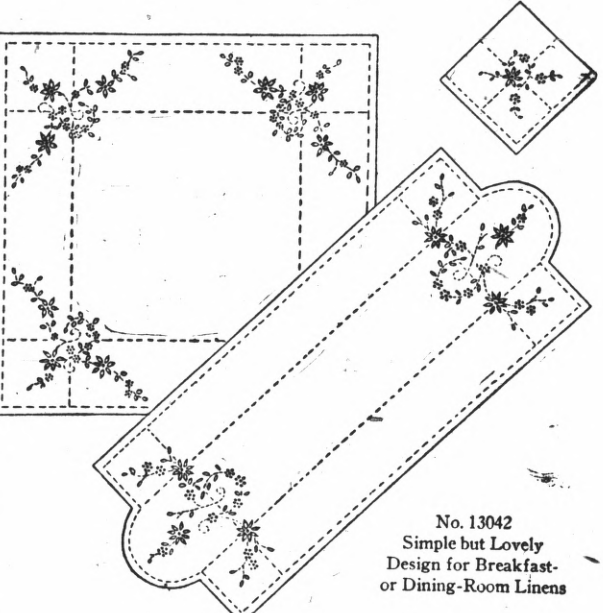 No. 13042
Simple but Lovely
Design for Breakfast-
or Dining-Room Linens